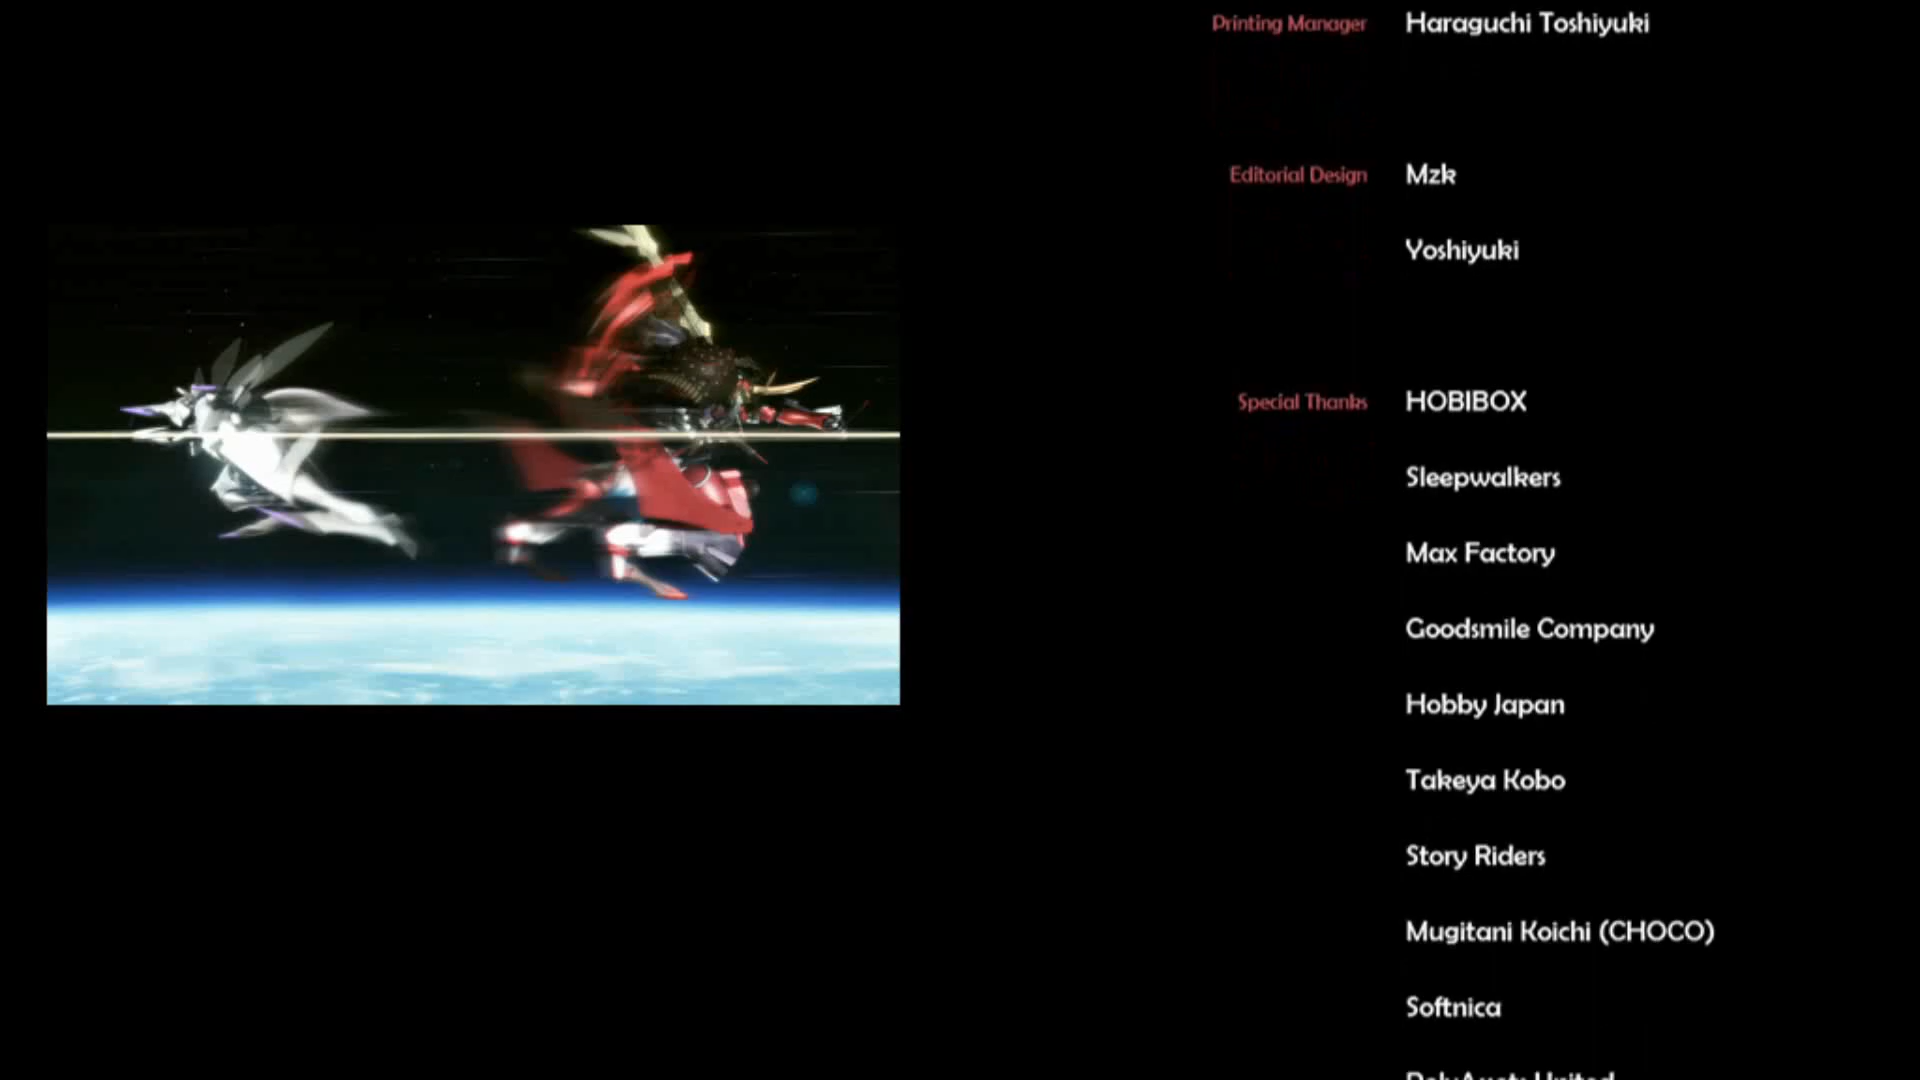 Printing Manager Haraguchi Toshiyuki
Editorial Design Mzk
Yoshiyuki
Special Thanks HOBIBOX
Sleepwalkers
Max Factory
Goodsmile Company
Hobby Japan
Takeya Kobo
Story Riders
Mugitani Koichi (CHOCO)
Softnica